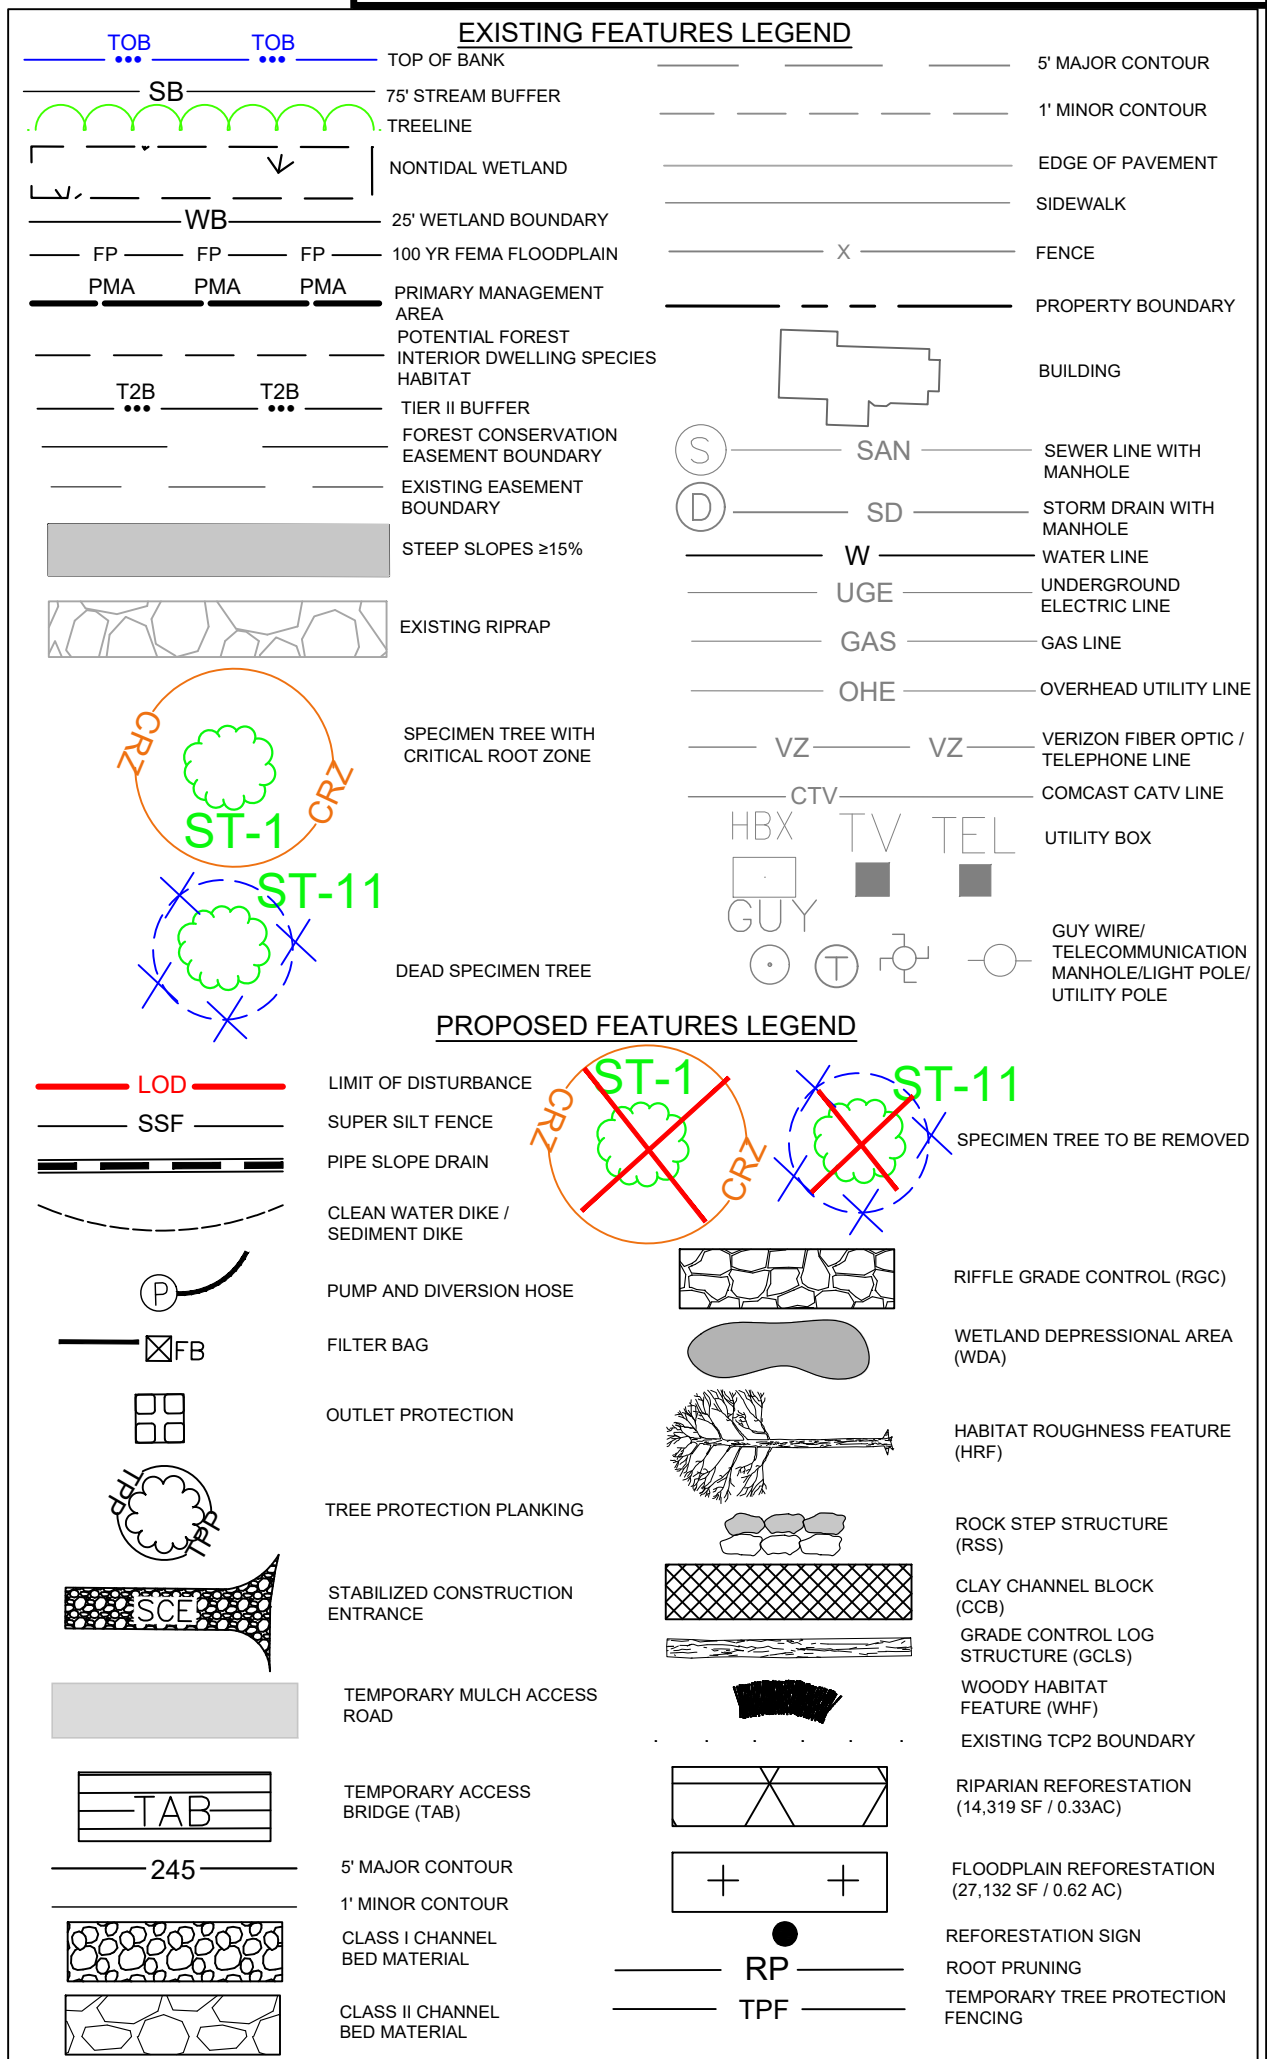 EXISTING FEATURES LEGEND
TOB TOB
TOP OF BANK
SB
75' STREAM BUFFER
TREELINE
NONTIDAL WETLAND
WB
25' WETLAND BOUNDARY
FP FP FP
100 YR FEMA FLOODPLAIN
PMA PMA PMA
PRIMARY MANAGEMENT
AREA
POTENTIAL FOREST
INTERIOR DWELLING SPECIES
HABITAT
T2B T2B
TIER II BUFFER
FOREST CONSERVATION
EASEMENT BOUNDARY
EXISTING EASEMENT
BOUNDARY
STEEP SLOPES ≥15%
EXISTING RIPRAP
CRZ CRZ
ST-1
SPECIMEN TREE WITH
CRITICAL ROOT ZONE
ST-11
DEAD SPECIMEN TREE
5' MAJOR CONTOUR
1' MINOR CONTOUR
EDGE OF PAVEMENT
SIDEWALK
X
FENCE
PROPERTY BOUNDARY
BUILDING
S SAN
SEWER LINE WITH
MANHOLE
D SD
STORM DRAIN WITH
MANHOLE
W
WATER LINE
UGE
UNDERGROUND
ELECTRIC LINE
GAS
GAS LINE
OHE
OVERHEAD UTILITY LINE
VZ VZ
VERIZON FIBER OPTIC /
TELEPHONE LINE
CTV
COMCAST CATV LINE
HBX TV TEL
UTILITY BOX
GUY
T
GUY WIRE/
TELECOMMUNICATION
MANHOLE/LIGHT POLE/
UTILITY POLE
PROPOSED FEATURES LEGEND
LOD
LIMIT OF DISTURBANCE
SSF
SUPER SILT FENCE
PIPE SLOPE DRAIN
CLEAN WATER DIKE /
SEDIMENT DIKE
P
PUMP AND DIVERSION HOSE
FB
FILTER BAG
OUTLET PROTECTION
TPP TPP
TREE PROTECTION PLANKING
SCE
STABILIZED CONSTRUCTION
ENTRANCE
TEMPORARY MULCH ACCESS
ROAD
TAB
TEMPORARY ACCESS
BRIDGE (TAB)
245
5' MAJOR CONTOUR
1' MINOR CONTOUR
CLASS I CHANNEL
BED MATERIAL
CLASS II CHANNEL
BED MATERIAL
ST-1
CRZ CRZ
ST-11
SPECIMEN TREE TO BE REMOVED
RIFFLE GRADE CONTROL (RGC)
WETLAND DEPRESSIONAL AREA
(WDA)
HABITAT ROUGHNESS FEATURE
(HRF)
ROCK STEP STRUCTURE
(RSS)
CLAY CHANNEL BLOCK
(CCB)
GRADE CONTROL LOG
STRUCTURE (GCLS)
WOODY HABITAT
FEATURE (WHF)
EXISTING TCP2 BOUNDARY
RIPARIAN REFORESTATION
(14,319 SF / 0.33AC)
FLOODPLAIN REFORESTATION
(27,132 SF / 0.62 AC)
REFORESTATION SIGN
RP
ROOT PRUNING
TPF
TEMPORARY TREE PROTECTION
FENCING